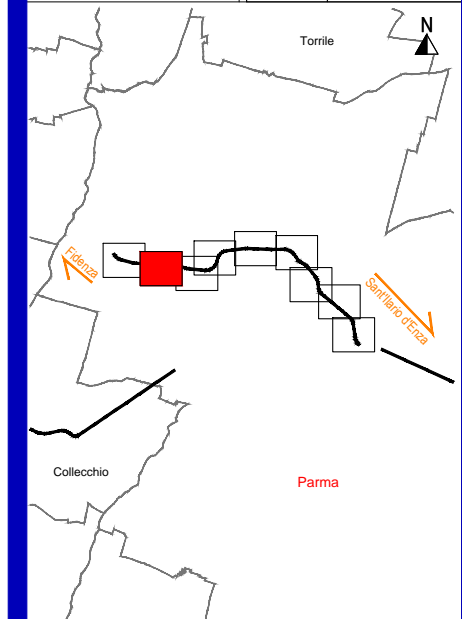 N
Torrile
Fidenza
Sant'Ilario d'Enza
Collecchio
Parma